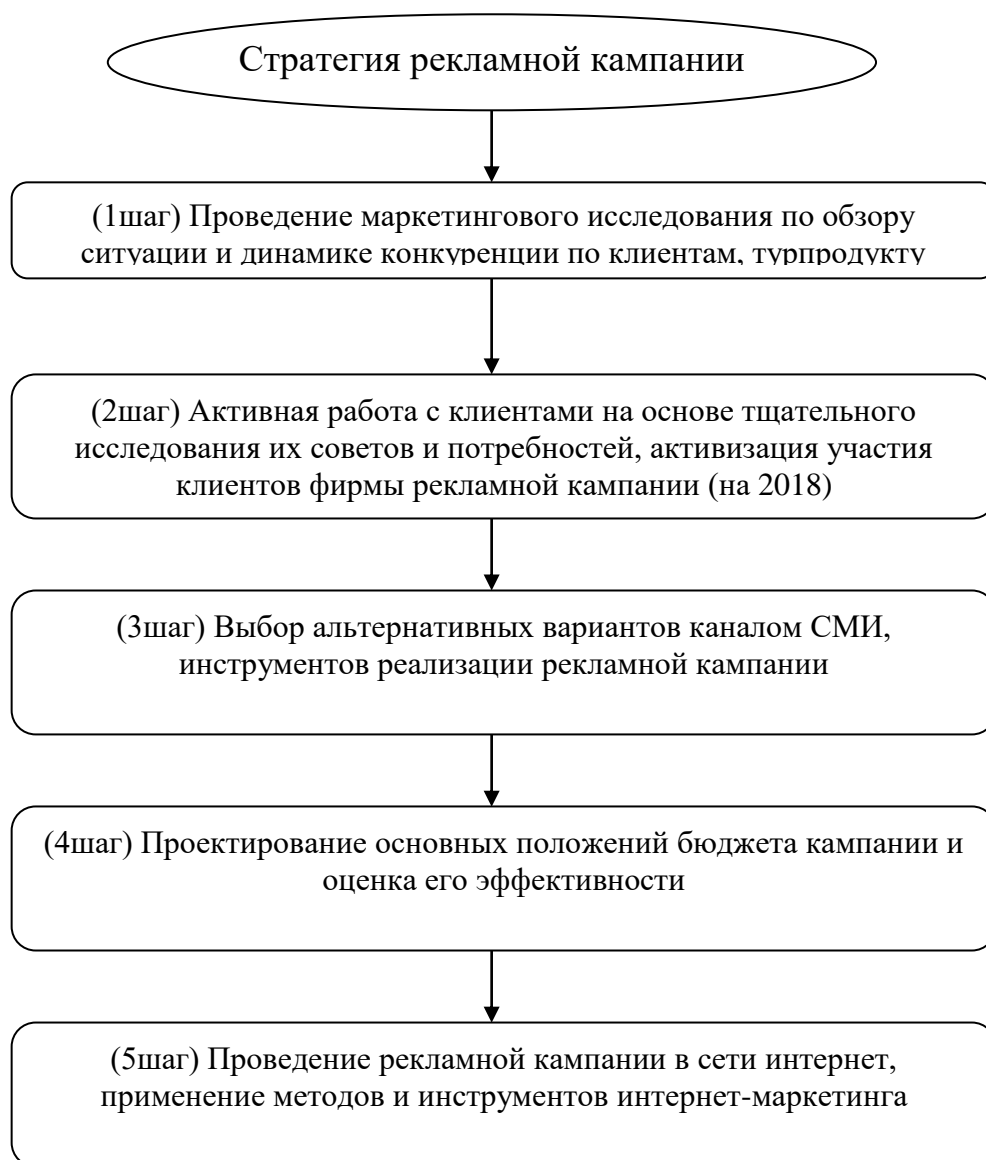 Стратегия рекламной кампании
(1шаг) Проведение маркетингового исследования по обзору
ситуации и динамике конкуренции по клиентам, турпродукту
(2шаг) Активная работа с клиентами на основе тщательного
исследования их советов и потребностей, активизация участия
клиентов фирмы рекламной кампании (на 2018)
(3шаг) Выбор альтернативных вариантов каналом СМИ,
инструментов реализации рекламной кампании
(4шаг) Проектирование основных положений бюджета кампании и
оценка его эффективности
(5шаг) Проведение рекламной кампании в сети интернет,
применение методов и инструментов интернет-маркетинга